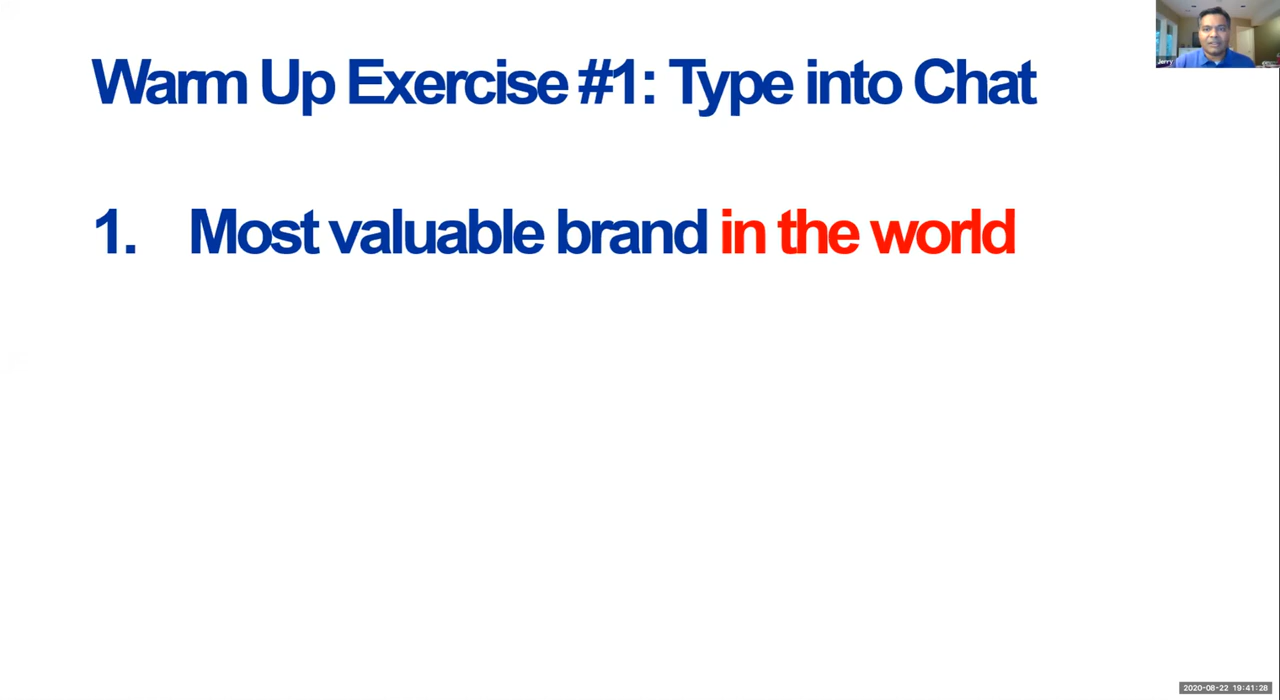 Warm Up Exercise #1: Type into Chat
1. Most valuable brand in the world
Jerry
2020-08-22 19:41:28